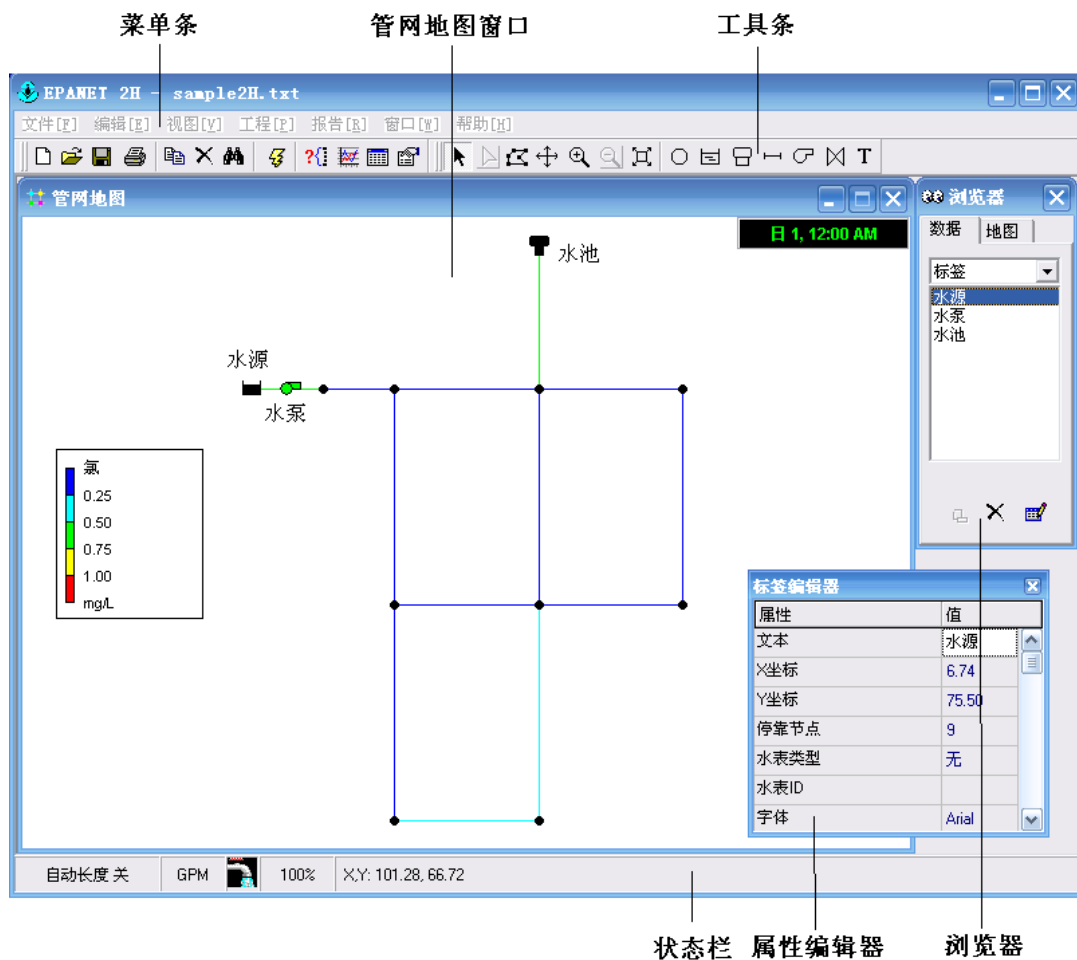 菜单条 管网地图窗口 工具条
EPANET 2H - sample2H.txt
文件[F] 编辑[E] 视图[V] 工程[P] 报告[R] 窗口[W] 帮助[H]
管网地图
日 1, 12:00 AM
水池
水源
水泵
氯
0.25
0.50
0.75
1.00
mg/L
浏览器
数据 地图
标签
水源
水泵
水池
标签编辑器
属性 值
文本 水源
X坐标 6.74
Y坐标 75.50
停靠节点 9
水表类型 无
水表ID
字体 Arial
自动长度 关 GPM 100% X,Y: 101.28, 66.72
状态栏 属性编辑器 浏览器